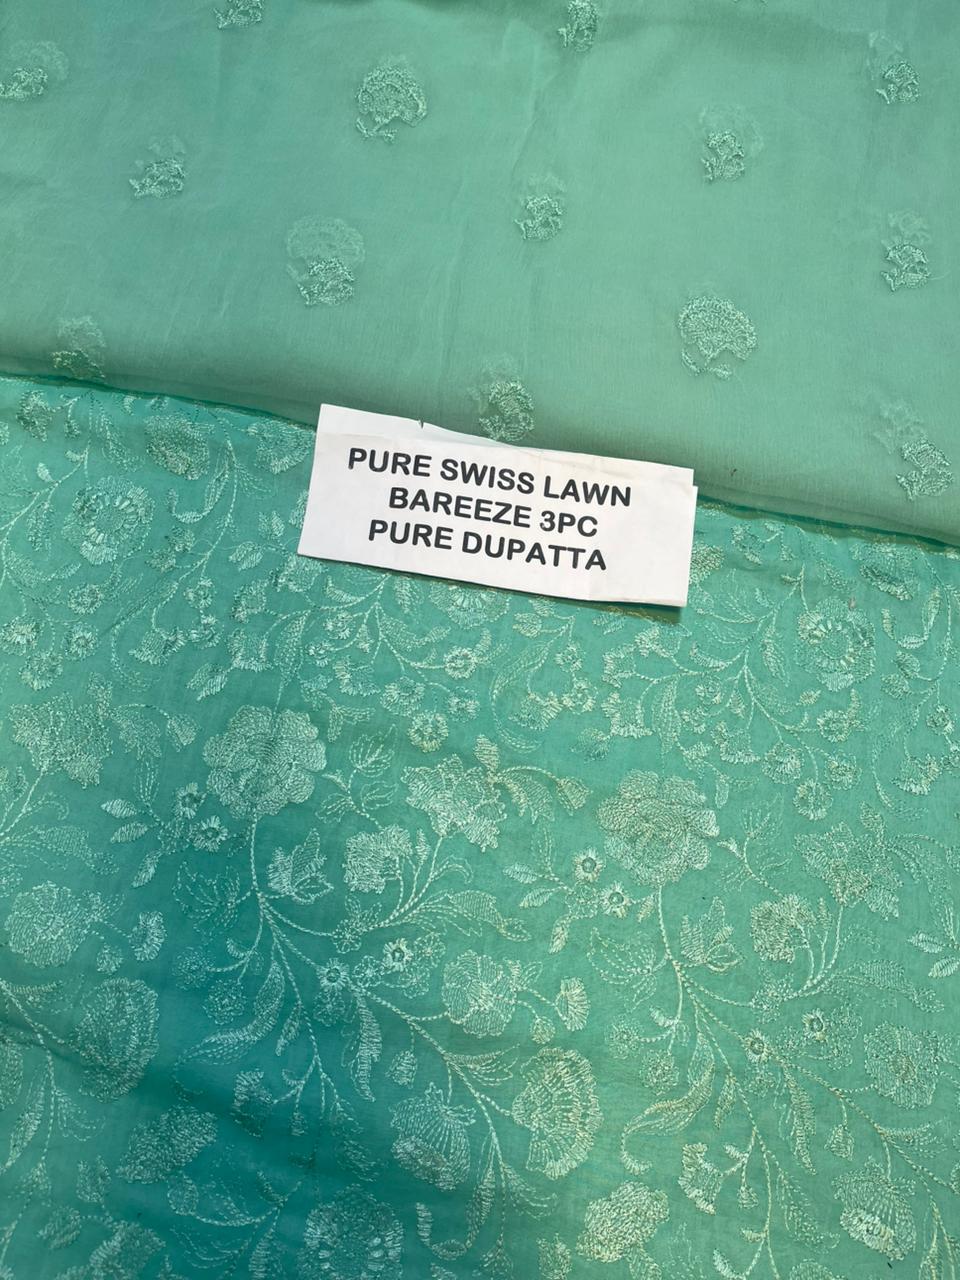 PURE SWISS LAWN
BAREEZE 3PC
PURE DUPATTA